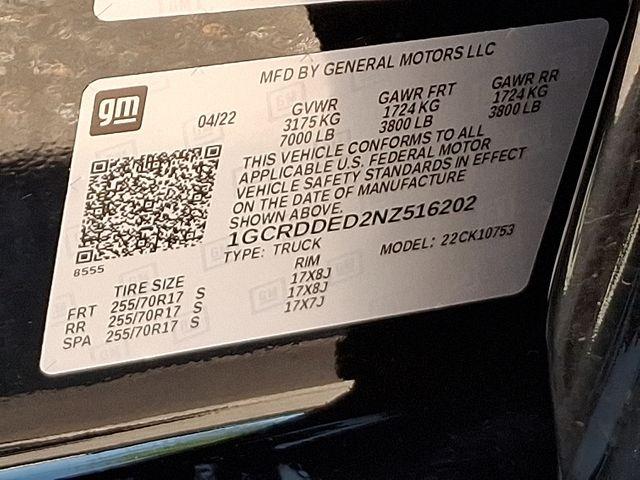 MFD BY GENERAL MOTORS LLC
gm
04/22
GVWR GAWR FRT GAWR RR
3175 KG 1724 KG 1724 KG
7000 LB 3800 LB 3800 LB
THIS VEHICLE CONFORMS TO ALL
APPLICABLE U.S. FEDERAL MOTOR
VEHICLE SAFETY STANDARDS IN EFFECT
ON THE DATE OF MANUFACTURE
SHOWN ABOVE.
1GCRDDED2NZ516202
TYPE: TRUCK MODEL: 22CK10753
8555
TIRE SIZE RIM
FRT 255/70R17 S 17X8J
RR 255/70R17 S 17X8J
SPA 255/70R17 S 17X7J